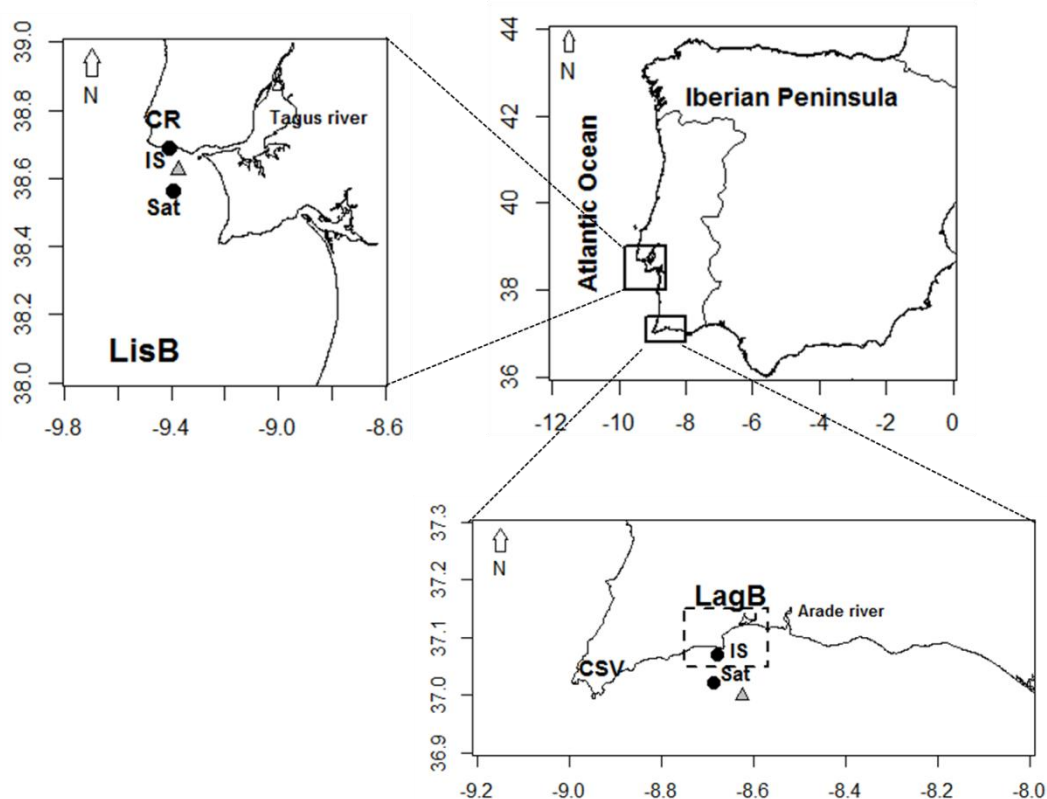 39.0
38.8
38.6
38.4
38.2
38.0
N
CR
IS
Sat
Tagus river
LisB
-9.8
-9.4
-9.0
-8.6
44
42
40
38
36
N
Iberian Peninsula
Atlantic Ocean
-12
-10
-8
-6
-4
-2
0
37.3
37.2
37.1
37.0
36.9
N
LagB
Arade river
IS
CSV
Sat
-9.2
-9.0
-8.8
-8.6
-8.4
-8.2
-8.0